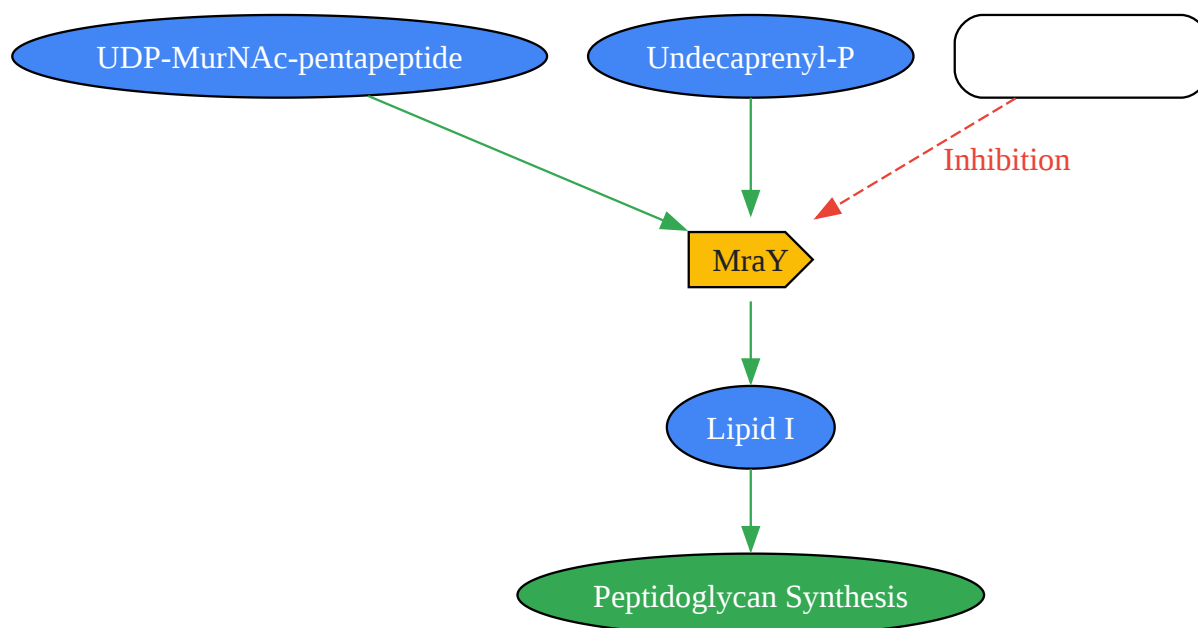 UDP-MurNAc-pentapeptide
Undecaprenyl-P
Inhibition
MraY
Lipid I
Peptidoglycan Synthesis